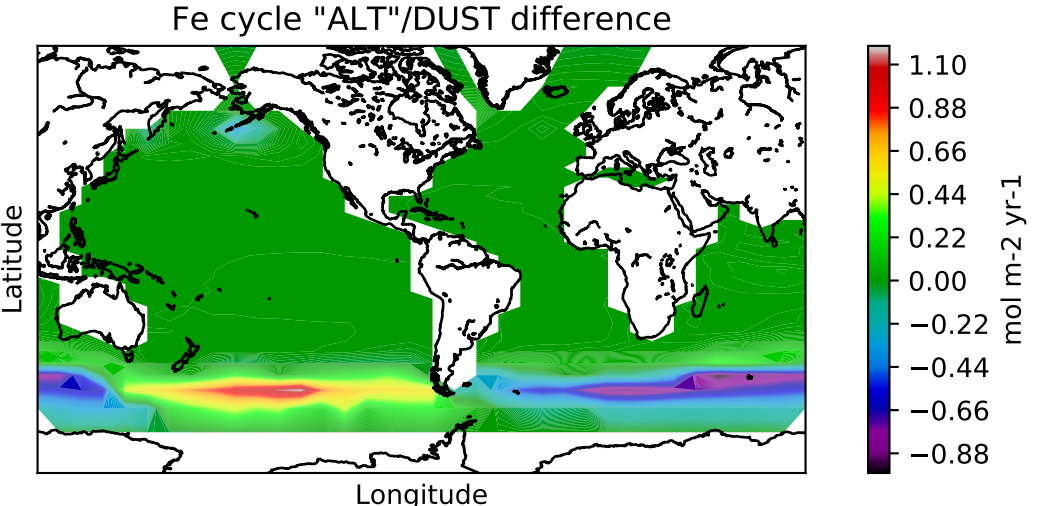 Fe cycle "ALT"/DUST difference
Latitude
Longitude
1.10
0.88
0.66
0.44
0.22
0.00
−0.22
−0.44
−0.66
−0.88
mol m-2 yr-1